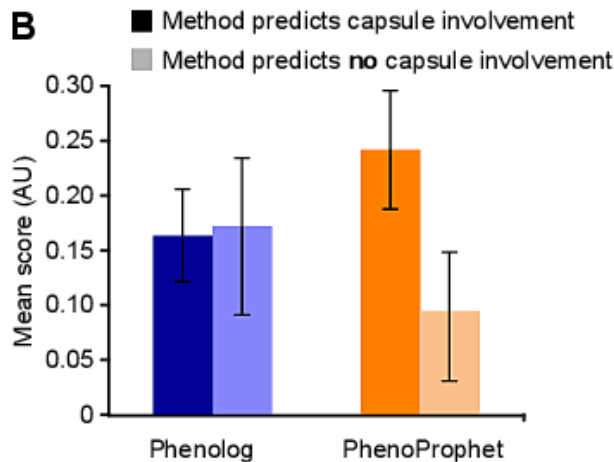 B
Method predicts capsule involvement
Method predicts no capsule involvement
Mean score (AU)
0.30
0.25
0.20
0.15
0.10
0.05
0
Phenolog
PhenoProphet